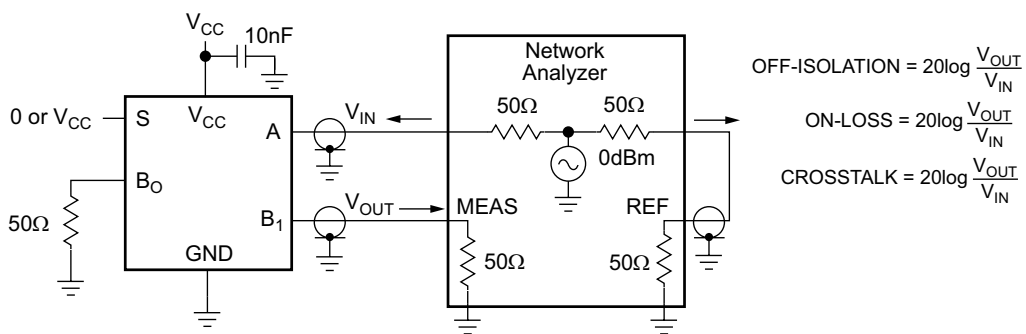 V_CC
10nF
0 or V_CC
S
V_CC
A
B_O
B_1
GND
50Ω
V_IN
V_OUT
Network
Analyzer
50Ω
50Ω
0dBm
MEAS
REF
50Ω
50Ω
OFF-ISOLATION = 20log V_OUT/V_IN
ON-LOSS = 20log V_OUT/V_IN
CROSSTALK = 20log V_OUT/V_IN